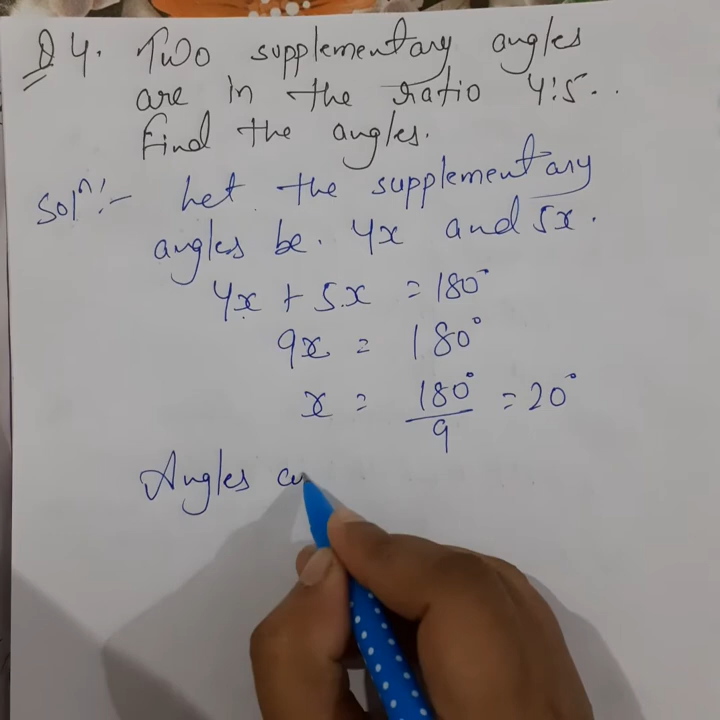 Q4. Two supplementary angles
are in the ratio 4:5..
Find the angles.
Solⁿ:- Let the supplementary
angles be. 4x and 5x.
4x + 5x = 180°
9x = 180°
x = 180°/9 = 20°
Angles